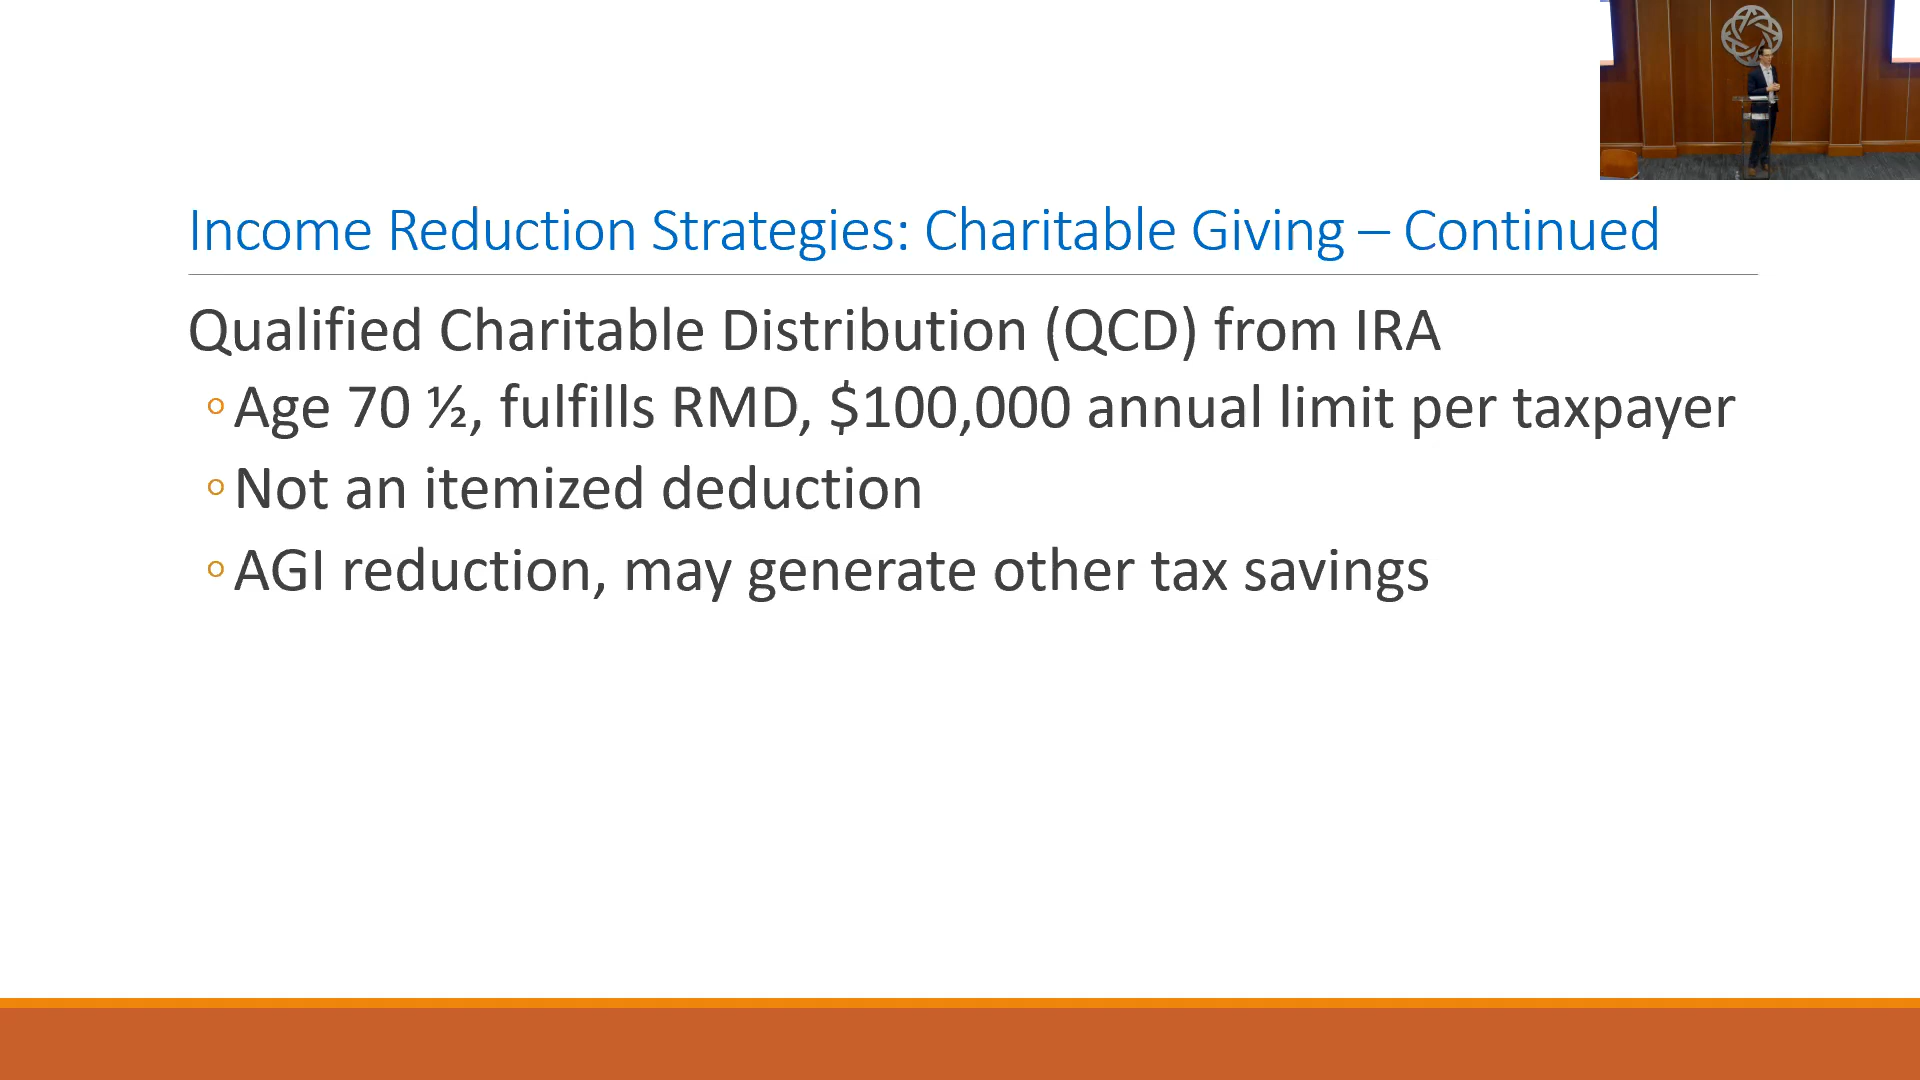 Income Reduction Strategies: Charitable Giving – Continued
Qualified Charitable Distribution (QCD) from IRA
◦ Age 70 ½, fulfills RMD, $100,000 annual limit per taxpayer
◦ Not an itemized deduction
◦ AGI reduction, may generate other tax savings